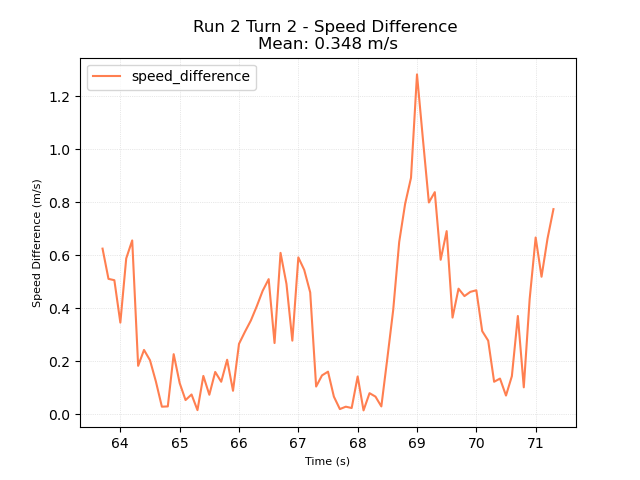 Run 2 Turn 2 - Speed Difference
Mean: 0.348 m/s
speed_difference
Speed Difference (m/s)
1.2
1.0
0.8
0.6
0.4
0.2
0.0
64 65 66 67 68 69 70 71
Time (s)